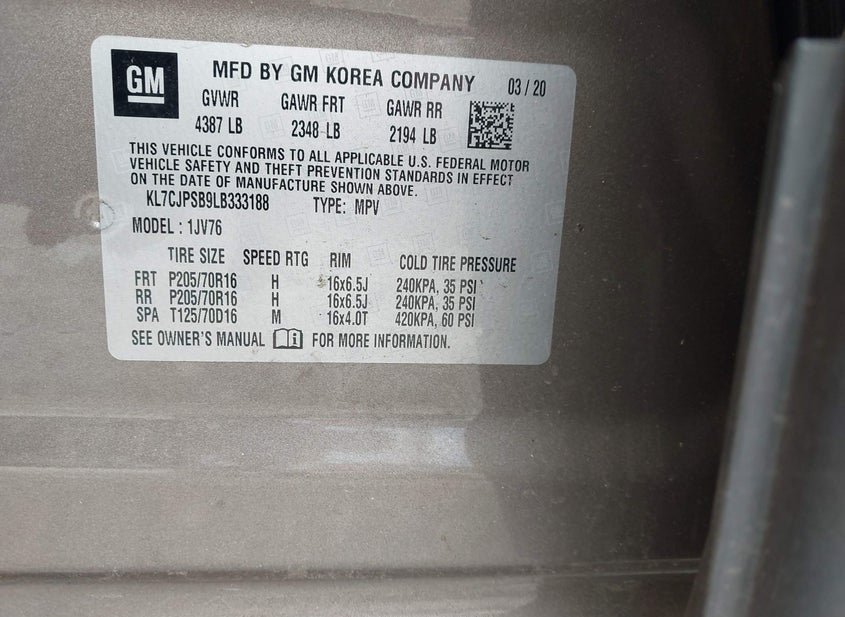 GM
MFD BY GM KOREA COMPANY 03 / 20
GVWR GAWR FRT GAWR RR
4387 LB 2348 LB 2194 LB
THIS VEHICLE CONFORMS TO ALL APPLICABLE U.S. FEDERAL MOTOR
VEHICLE SAFETY AND THEFT PREVENTION STANDARDS IN EFFECT
ON THE DATE OF MANUFACTURE SHOWN ABOVE.
KL7CJPSB9LB333188 TYPE: MPV
MODEL : 1JV76
TIRE SIZE SPEED RTG RIM COLD TIRE PRESSURE
FRT P205/70R16 H 16x6.5J 240KPA, 35 PSI
RR P205/70R16 H 16x6.5J 240KPA, 35 PSI
SPA T125/70D16 M 16x4.0T 420KPA, 60 PSI
SEE OWNER'S MANUAL i FOR MORE INFORMATION.